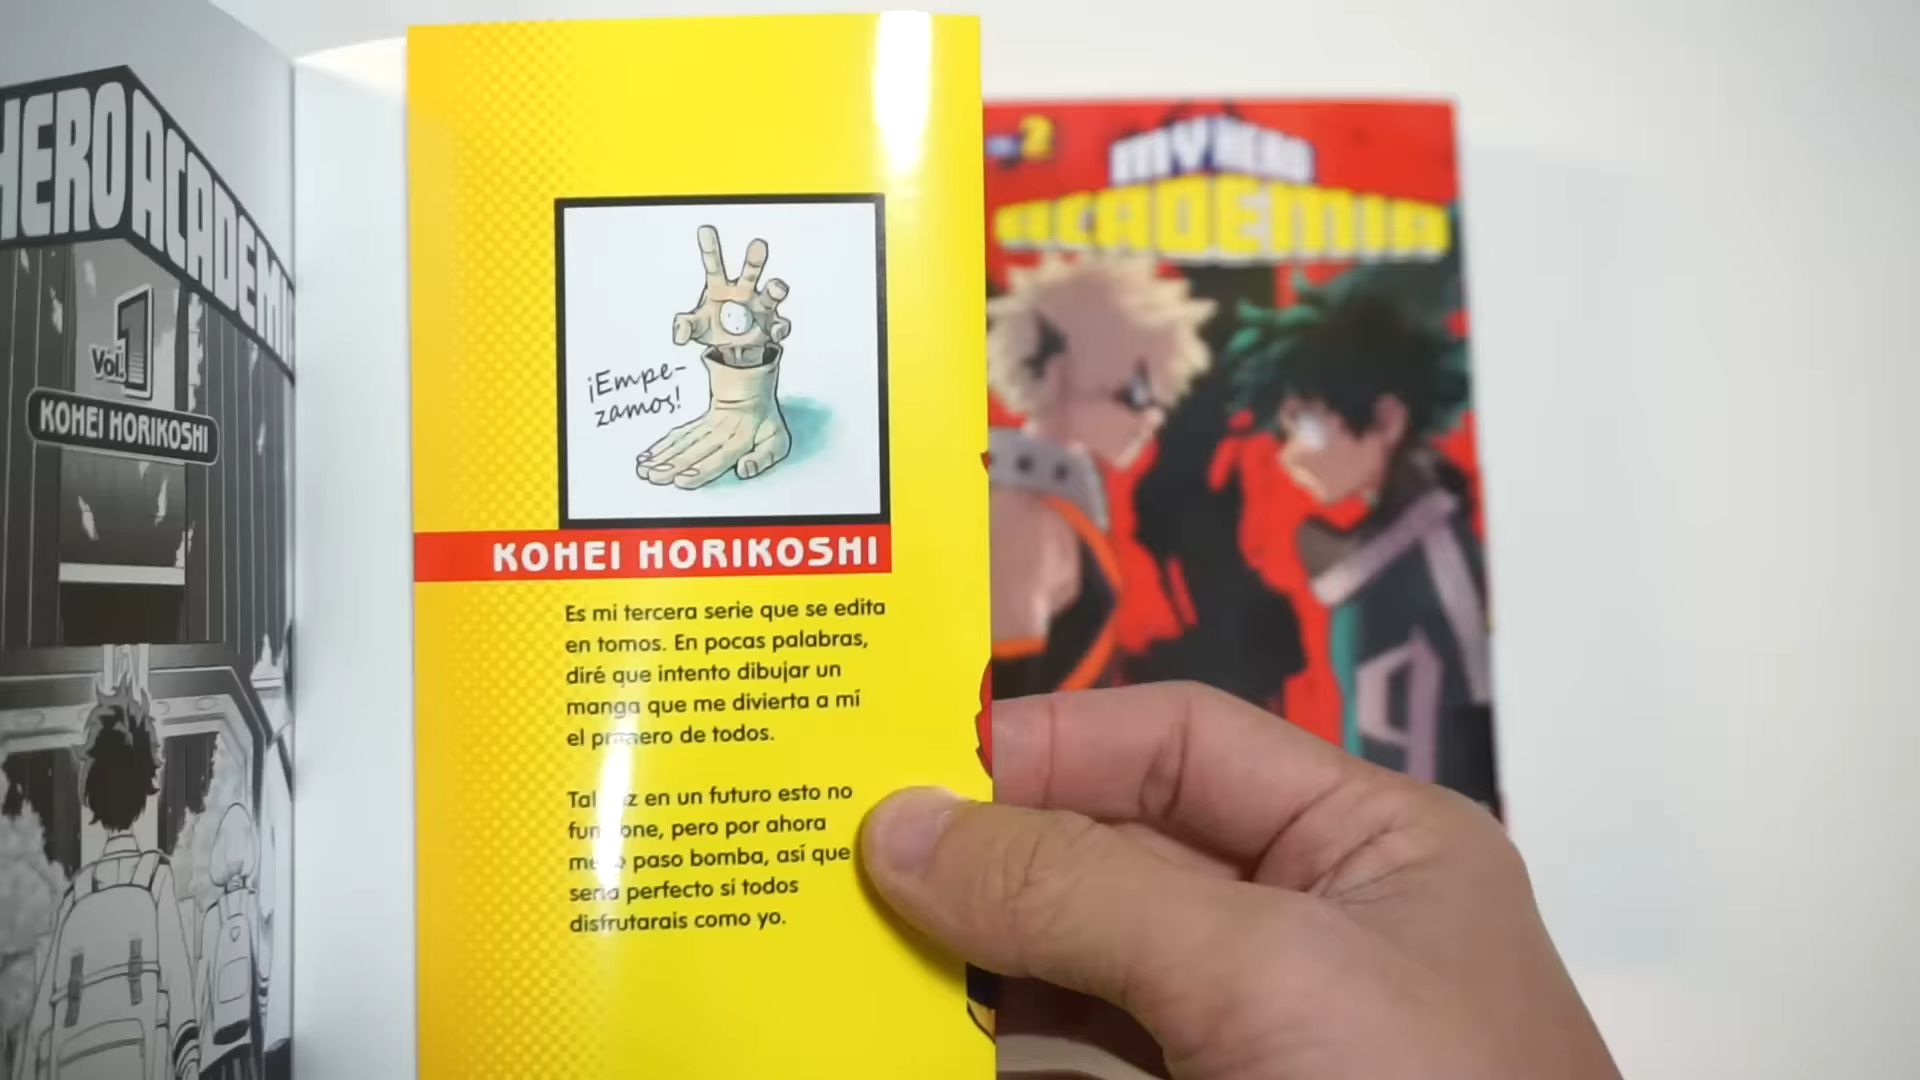 HERO ACADEMI
Vol. 1
KOHEI HORIKOSHI
¡Empe-
zamos!
KOHEI HORIKOSHI
Es mi tercera serie que se edita
en tomos. En pocas palabras,
diré que intento dibujar un
manga que me divierta a mí
el primero de todos.
Tal vez en un futuro esto no
funcione, pero por ahora
me lo paso bomba, así que
sería perfecto si todos
disfrutarais como yo.
2
MY HERO
ACADEMIA